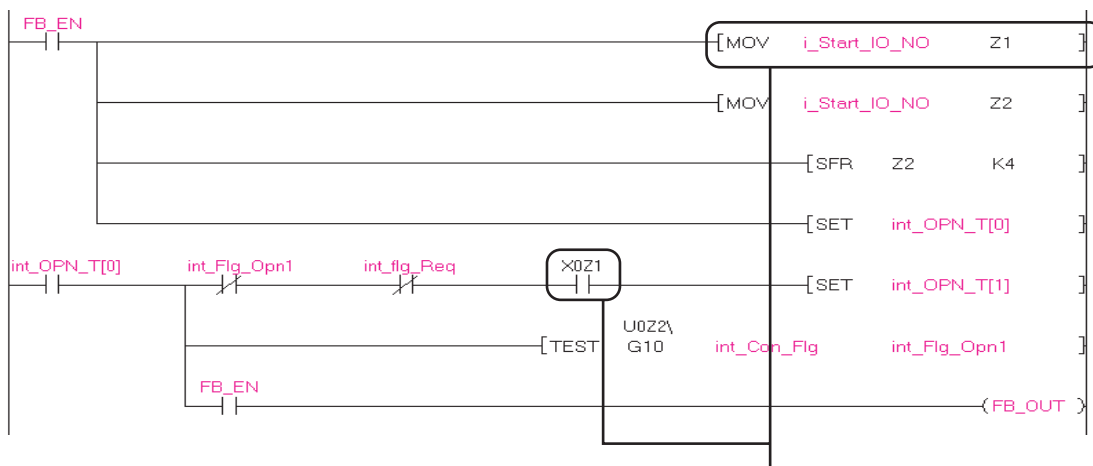 FB_EN
[MOV i_Start_IO_NO Z1 ]
[MOV i_Start_IO_NO Z2 ]
[SFR Z2 K4 ]
[SET int_OPN_T[0] ]
int_OPN_T[0] int_Flg_Opn1 int_flg_Req X0Z1
[SET int_OPN_T[1] ]
U0Z2\
[TEST G10 int_Con_Flg int_Flg_Opn1 ]
FB_EN
(FB_OUT )